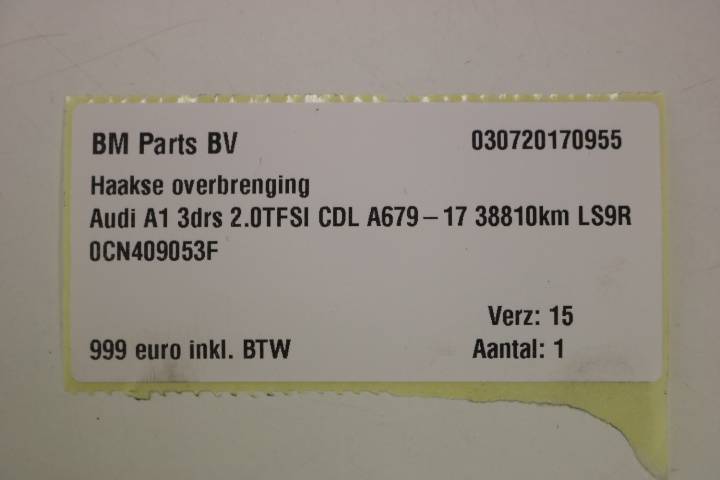 BM Parts BV 030720170955
Haakse overbrenging
Audi A1 3drs 2.0TFSI CDL A679-17 38810km LS9R
0CN409053F
Verz: 15
999 euro inkl. BTW Aantal: 1